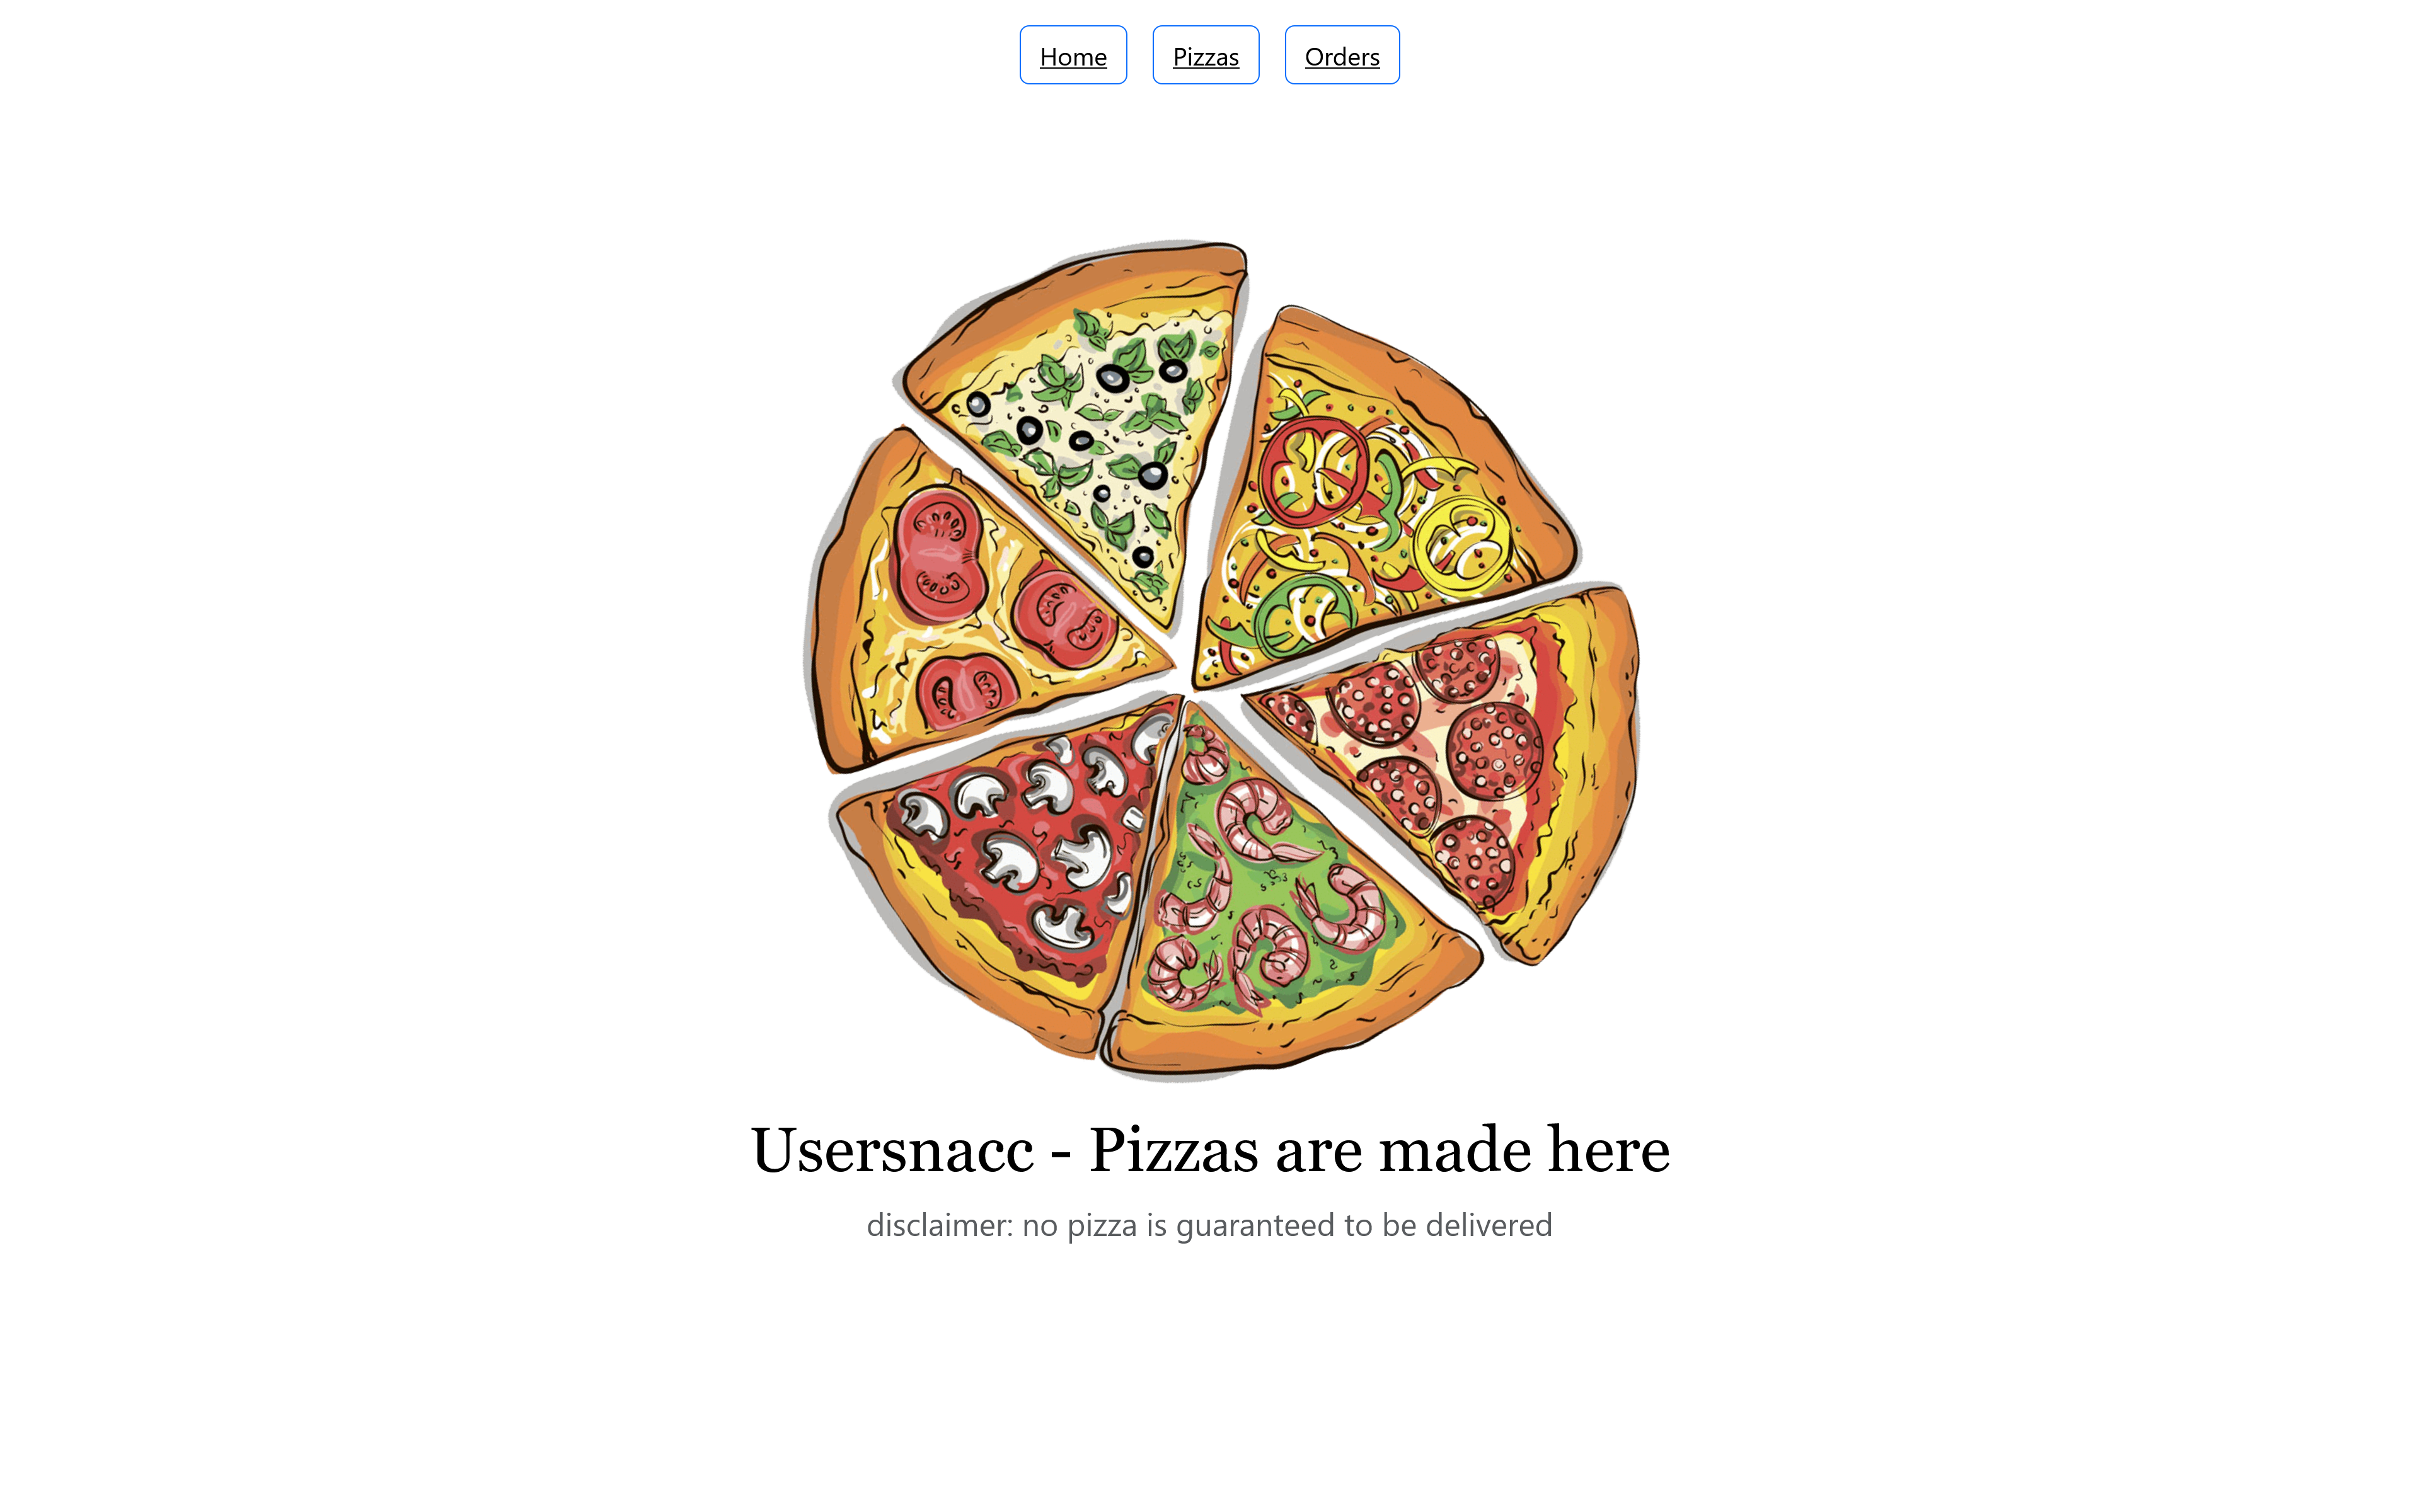 Home Pizzas Orders
Usersnacc - Pizzas are made here
disclaimer: no pizza is guaranteed to be delivered